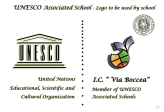 UNESCO Associated School - Logo to be used by school
UNESCO
United Nations
Educational, Scientific and
Cultural Organization
I.C. " Via Boccea"
Member of UNESCO
Associated Schools